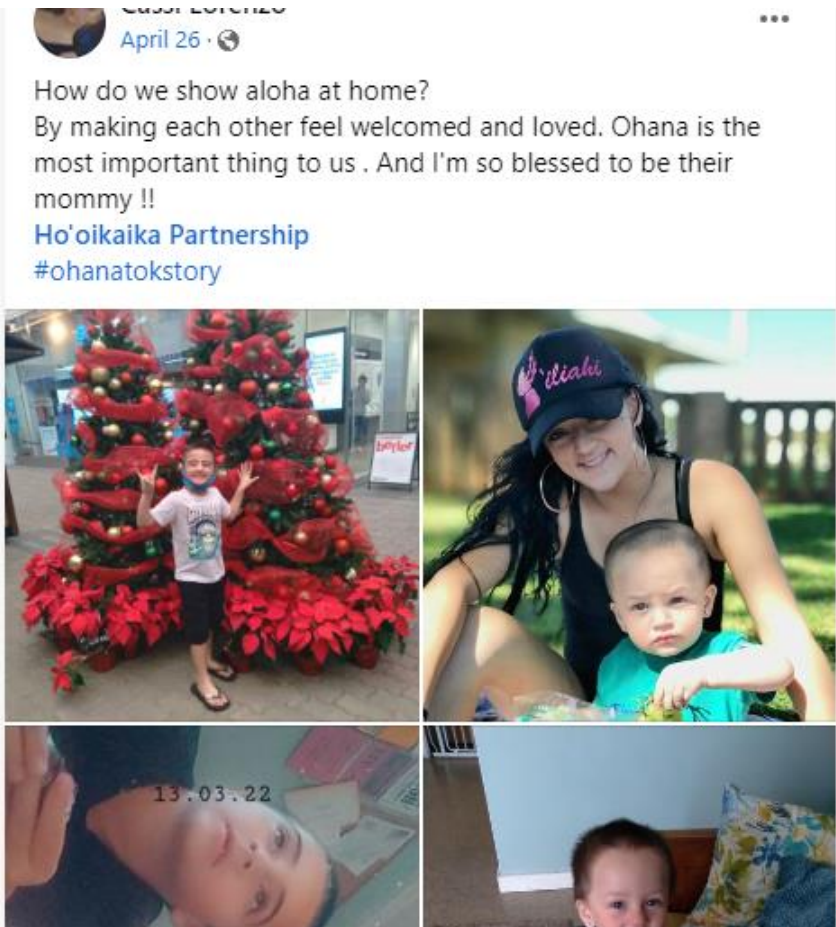 April 26 ·
How do we show aloha at home?
By making each other feel welcomed and loved. Ohana is the
most important thing to us . And I'm so blessed to be their
mommy !!
Ho'oikaika Partnership
#ohanatokstory
'iliahi
13.03.22